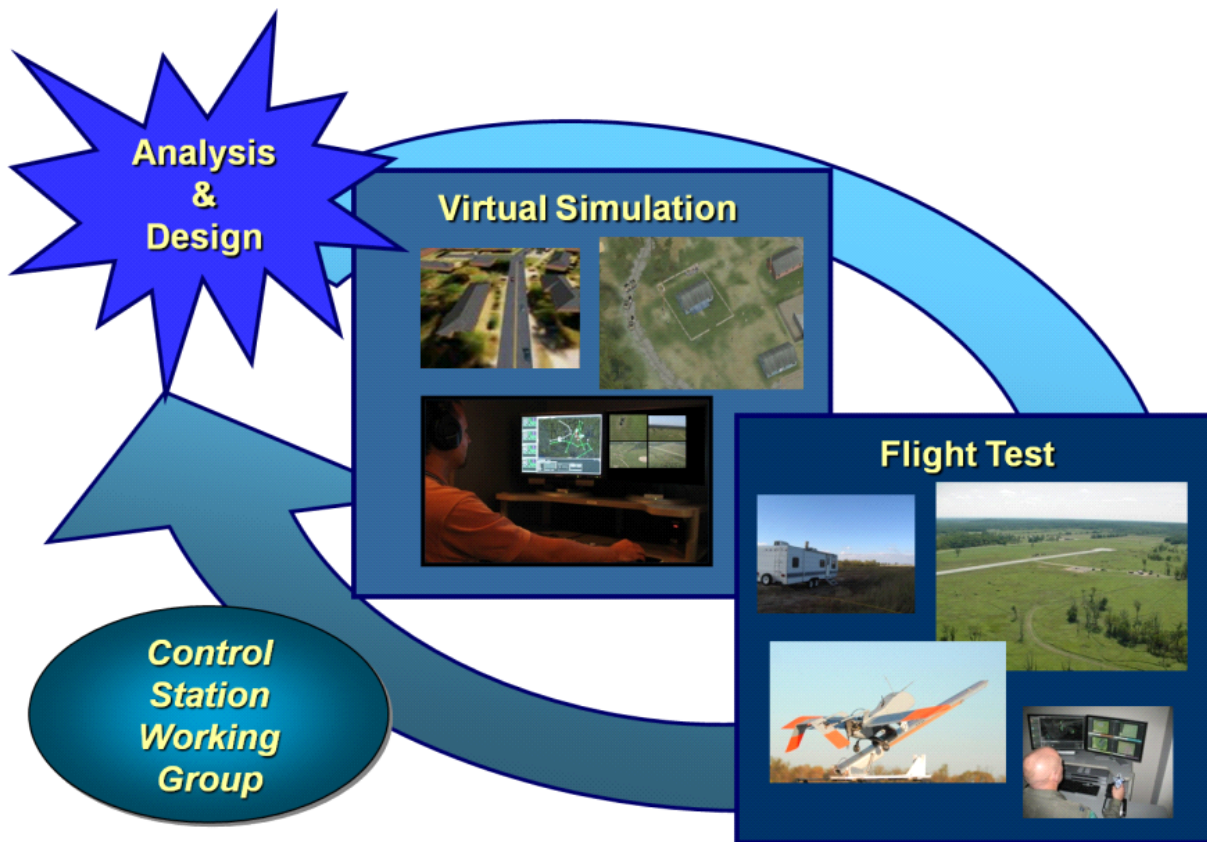 Analysis
&
Design
Virtual Simulation
Flight Test
Control
Station
Working
Group